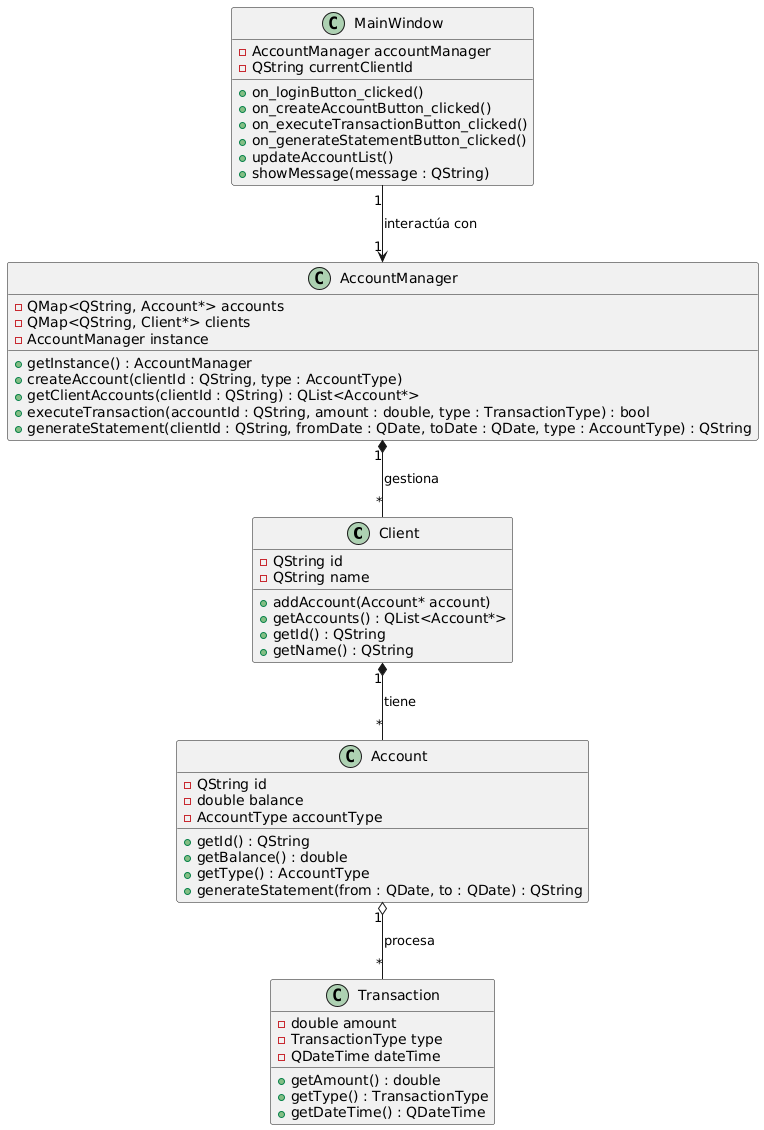 C MainWindow
AccountManager accountManager
QString currentClientId
on_loginButton_clicked()
on_createAccountButton_clicked()
on_executeTransactionButton_clicked()
on_generateStatementButton_clicked()
updateAccountList()
showMessage(message : QString)
1
interactúa con
1
C AccountManager
QMap<QString, Account*> accounts
QMap<QString, Client*> clients
AccountManager instance
getInstance() : AccountManager
createAccount(clientId : QString, type : AccountType)
getClientAccounts(clientId : QString) : QList<Account*>
executeTransaction(accountId : QString, amount : double, type : TransactionType) : bool
generateStatement(clientId : QString, fromDate : QDate, toDate : QDate, type : AccountType) : QString
1
gestiona
*
C Client
QString id
QString name
addAccount(Account* account)
getAccounts() : QList<Account*>
getId() : QString
getName() : QString
1
tiene
*
C Account
QString id
double balance
AccountType accountType
getId() : QString
getBalance() : double
getType() : AccountType
generateStatement(from : QDate, to : QDate) : QString
1
procesa
*
C Transaction
double amount
TransactionType type
QDateTime dateTime
getAmount() : double
getType() : TransactionType
getDateTime() : QDateTime